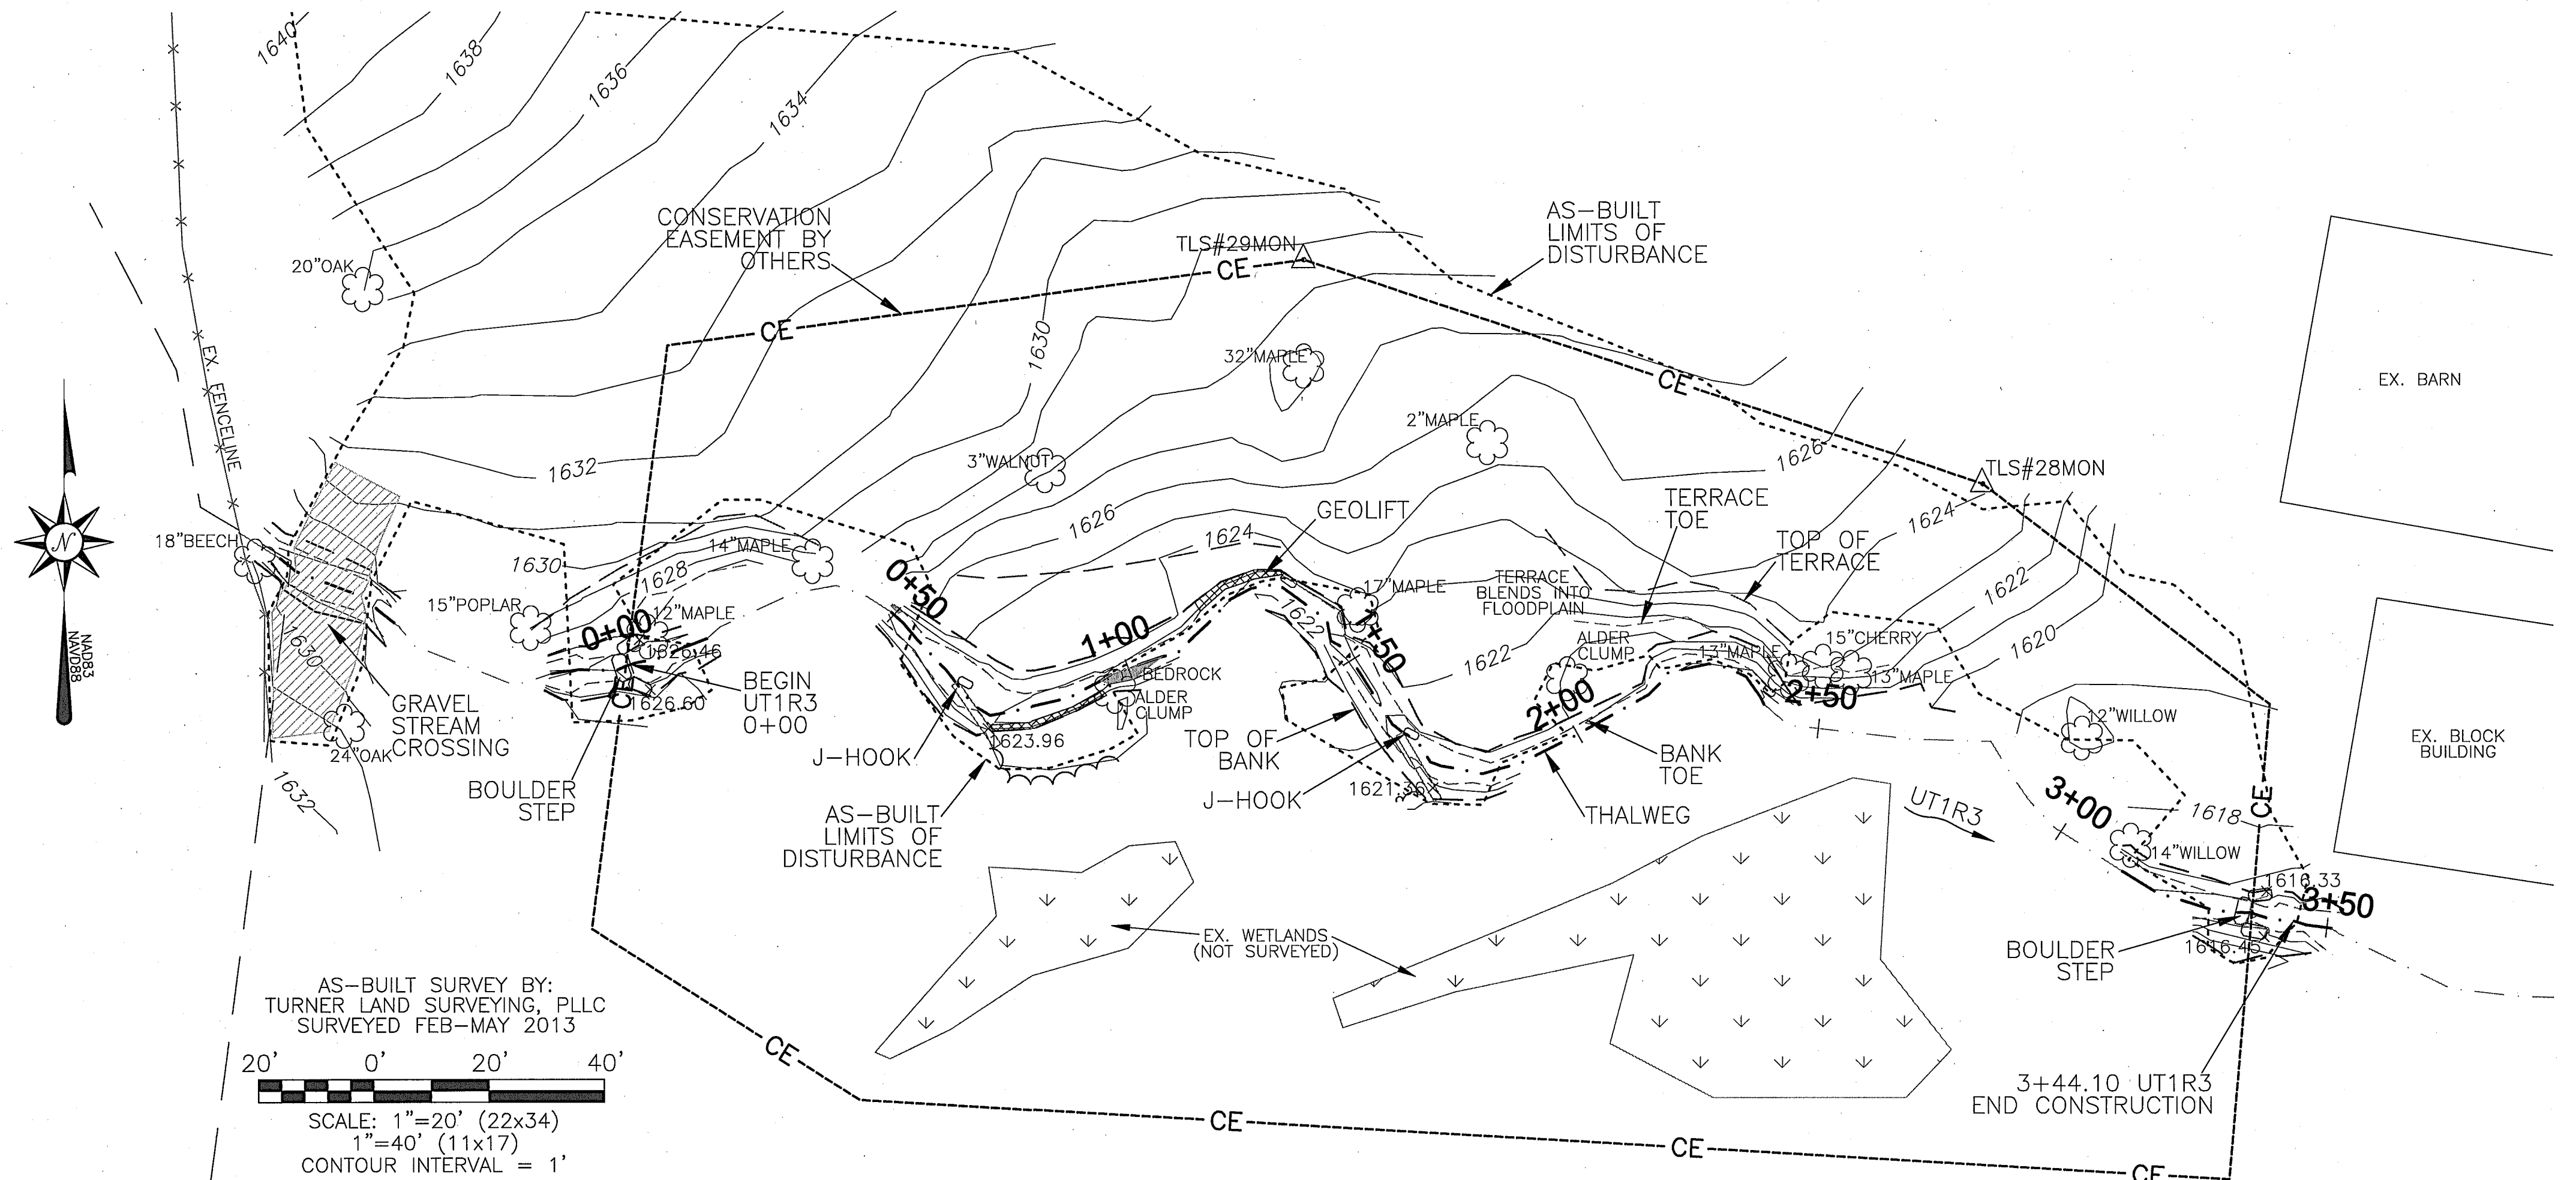 1640
1638
1636
1634
CONSERVATION
EASEMENT BY
OTHERS
TLS#29MON
CE
AS-BUILT
LIMITS OF
DISTURBANCE
20"OAK
CE
EX. FENCELINE
1630
32"MAPLE
CE
EX. BARN
2"MAPLE
3"WALNUT
1632
1626
TLS#28MON
TERRACE
TOE
GEOLIFT
1626
1624
1624
TOP OF
TERRACE
18"BEECH
14"MAPLE
1630
1628
0+50
17"MAPLE
TERRACE
BLENDS INTO
FLOODPLAIN
1622
N
15"POPLAR
12"MAPLE
0+00
1626.46
1+00
1622
1+50
ALDER
CLUMP
15"CHERRY
13"MAPLE
1622
1620
1630
NAD83
NAVD88
BEDROCK
13"MAPLE
BEGIN
UT1R3
0+00
CE
1626.60
ALDER
CLUMP
2+00
2+50
GRAVEL
STREAM
CROSSING
24"OAK
1623.96
J-HOOK
TOP OF
BANK
BANK
TOE
12"WILLOW
EX. BLOCK
BUILDING
1632
BOULDER
STEP
J-HOOK
THALWEG
UT1R3
3+00
CE
1618
AS-BUILT
LIMITS OF
DISTURBANCE
14"WILLOW
1616.33
3+50
EX. WETLANDS
(NOT SURVEYED)
BOULDER
STEP
1616.45
AS-BUILT SURVEY BY:
TURNER LAND SURVEYING, PLLC
SURVEYED FEB-MAY 2013
CE
20' 0' 20' 40'
SCALE: 1"=20' (22x34)
1"=40' (11x17)
CONTOUR INTERVAL = 1'
3+44.10 UT1R3
END CONSTRUCTION
CE
CE
CE